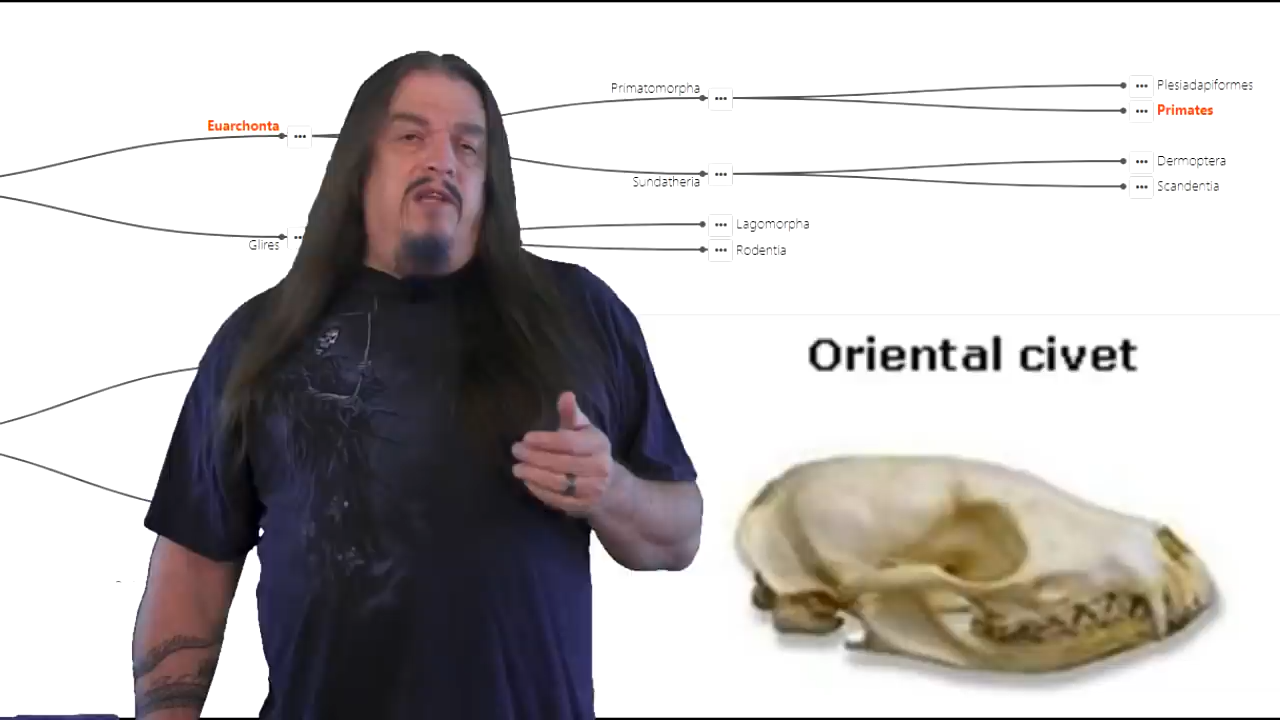 Primatomorpha
Plesiadapiformes
Primates
Euarchonta
Dermoptera
Sundatheria
Scandentia
Lagomorpha
Glires
Rodentia
Oriental civet